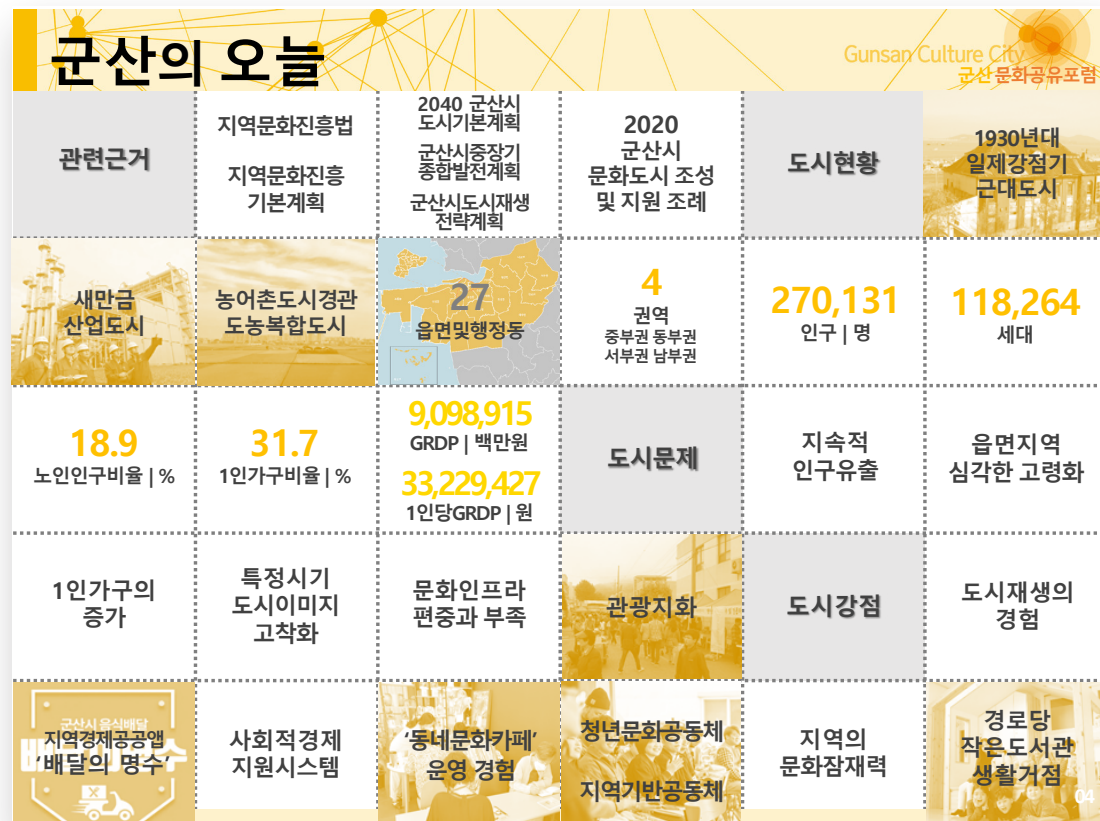 군산의 오늘
Gunsan Culture City
군산 문화공유포럼
관련근거
지역문화진흥법
지역문화진흥
기본계획
2040 군산시
도시기본계획
군산시중장기
종합발전계획
군산시도시재생
전략계획
2020
군산시
문화도시 조성
및 지원 조례
도시현황
1930년대
일제강점기
근대도시
새만금
산업도시
농어촌도시경관
도농복합도시
27
읍면및행정동
4
권역
중부권 동부권
서부권 남부권
270,131
인구 | 명
118,264
세대
18.9
노인인구비율 | %
31.7
1인가구비율 | %
9,098,915
GRDP | 백만원
33,229,427
1인당GRDP | 원
도시문제
지속적
인구유출
읍면지역
심각한 고령화
1인가구의
증가
특정시기
도시이미지
고착화
문화인프라
편중과 부족
관광지화
도시강점
도시재생의
경험
군산시 음식배달
지역경제공공앱
‘배달의 명수’
사회적경제
지원시스템
‘동네문화카페’
운영 경험
청년문화공동체
지역기반공동체
지역의
문화잠재력
경로당
작은도서관
생활거점
04